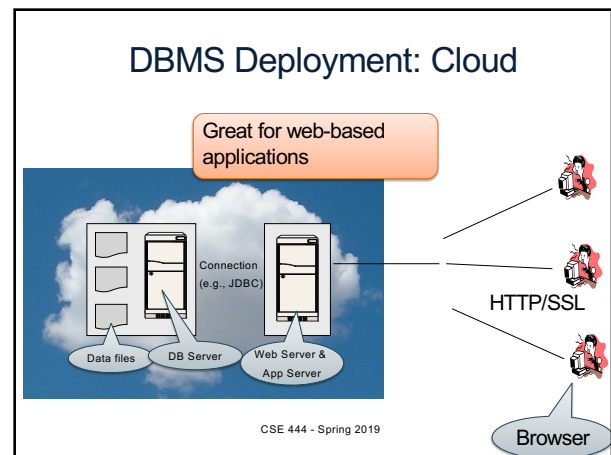 DBMS Deployment: Cloud
Great for web-based
applications
Connection
(e.g., JDBC)
HTTP/SSL
Data files
DB Server
Web Server &
App Server
Browser
CSE 444 - Spring 2019